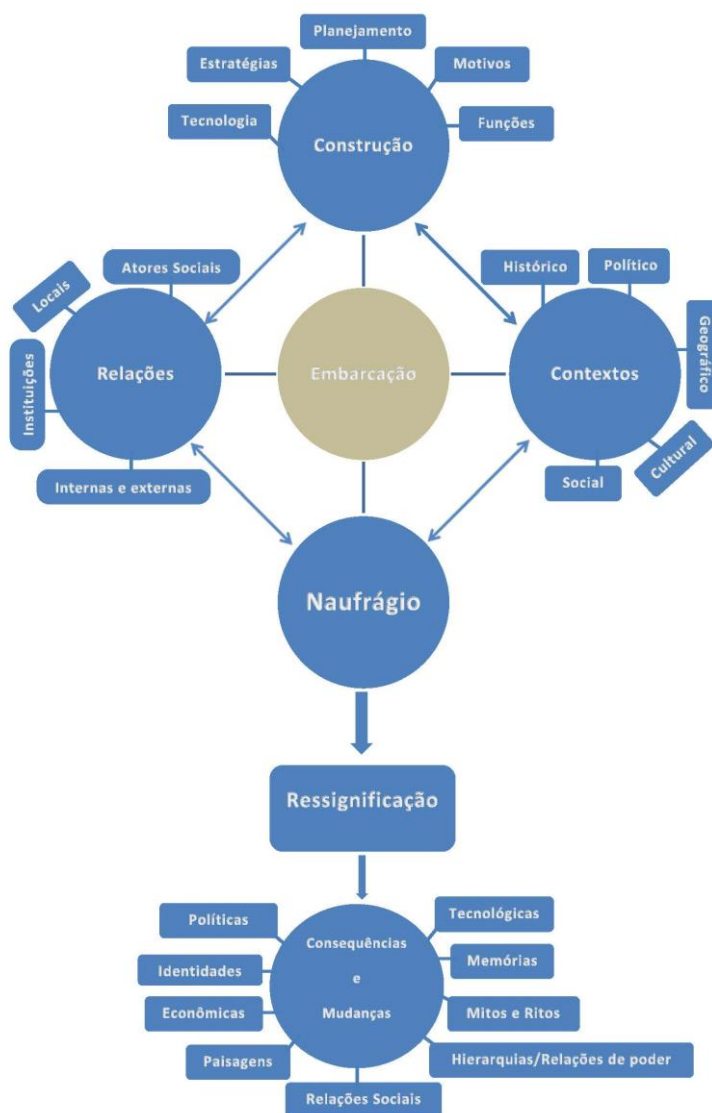 Planejamento
Estratégias
Motivos
Tecnologia
Funções
Construção
Atores Sociais
Locais
Instituições
Relações
Internas e externas
Embarcação
Histórico
Político
Geográfico
Contextos
Cultural
Social
Naufrágio
Ressignificação
Políticas
Tecnológicas
Consequências
e
Mudanças
Identidades
Memórias
Econômicas
Mitos e Ritos
Paisagens
Hierarquias/Relações de poder
Relações Sociais